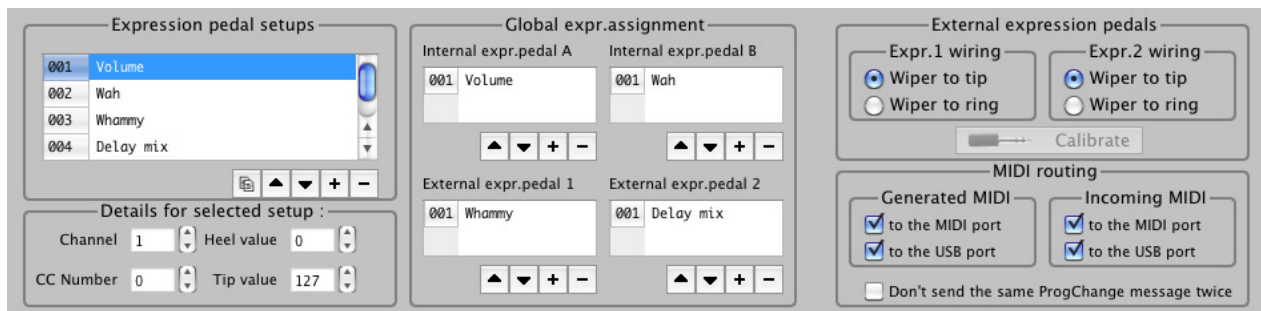 Expression pedal setups
001 Volume
002 Wah
003 Whammy
004 Delay mix
Details for selected setup :
Channel 1 Heel value 0
CC Number 0 Tip value 127
Global expr.assignment
Internal expr.pedal A
001 Volume
Internal expr.pedal B
001 Wah
External expr.pedal 1
001 Whammy
External expr.pedal 2
001 Delay mix
External expression pedals
Expr.1 wiring
Wiper to tip
Wiper to ring
Expr.2 wiring
Wiper to tip
Wiper to ring
Calibrate
MIDI routing
Generated MIDI
to the MIDI port
to the USB port
Incoming MIDI
to the MIDI port
to the USB port
Don't send the same ProgChange message twice